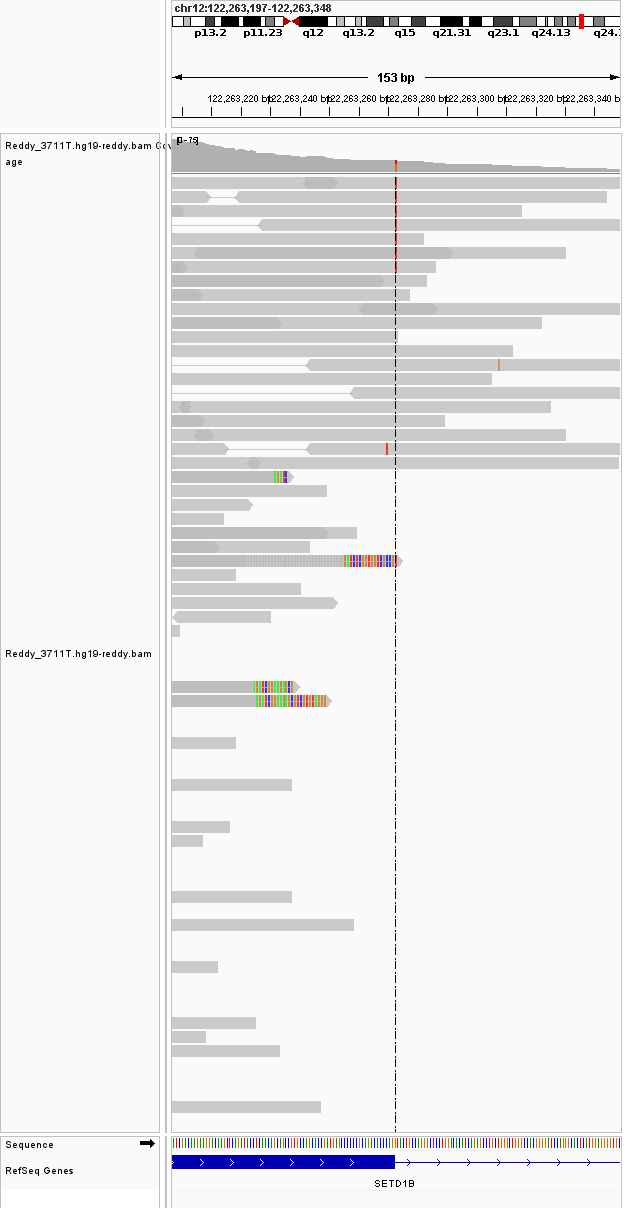 chr12:122,263,197-122,263,348
p13.2 p11.23 q12 q13.2 q15 q21.31 q23.1 q24.13 q24.
153 bp
122,263,220 bp 122,263,240 bp 122,263,260 bp 122,263,280 bp 122,263,300 bp 122,263,320 bp 122,263,340
Reddy_3711T.hg19-reddy.bam Cov
age
Reddy_3711T.hg19-reddy.bam
Sequence
RefSeq Genes
SETD1B